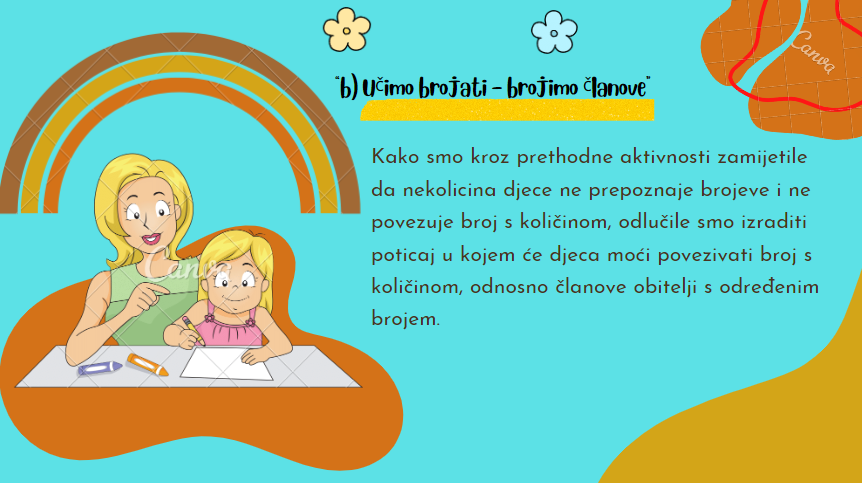 "b) Učimo brojati - brojimo članove"
Kako smo kroz prethodne aktivnosti zamijetile
da nekolicina djece ne prepoznaje brojeve i ne
povezuje broj s količinom, odlučile smo izraditi
poticaj u kojem će djeca moći povezivati broj s
količinom, odnosno članove obitelji s određenim
brojem.
Canva
Canva